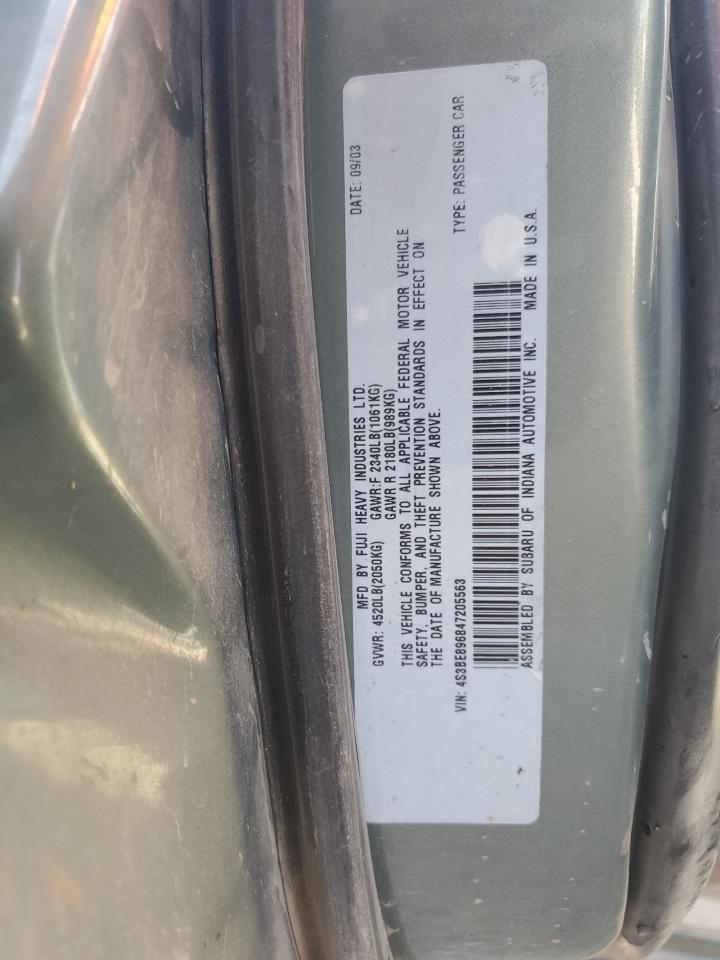 MFD BY FUJI HEAVY INDUSTRIES LTD. DATE: 09/03
GVWR: 4520LB(2050KG) GAWR:F 2340LB(1061KG)
GAWR R 2180LB(989KG)
THIS VEHICLE CONFORMS TO ALL APPLICABLE FEDERAL MOTOR VEHICLE
SAFETY, BUMPER, AND THEFT PREVENTION STANDARDS IN EFFECT ON
THE DATE OF MANUFACTURE SHOWN ABOVE.
VIN: 4S3BE896847205563 TYPE: PASSENGER CAR
ASSEMBLED BY SUBARU OF INDIANA AUTOMOTIVE INC. MADE IN U.S.A.